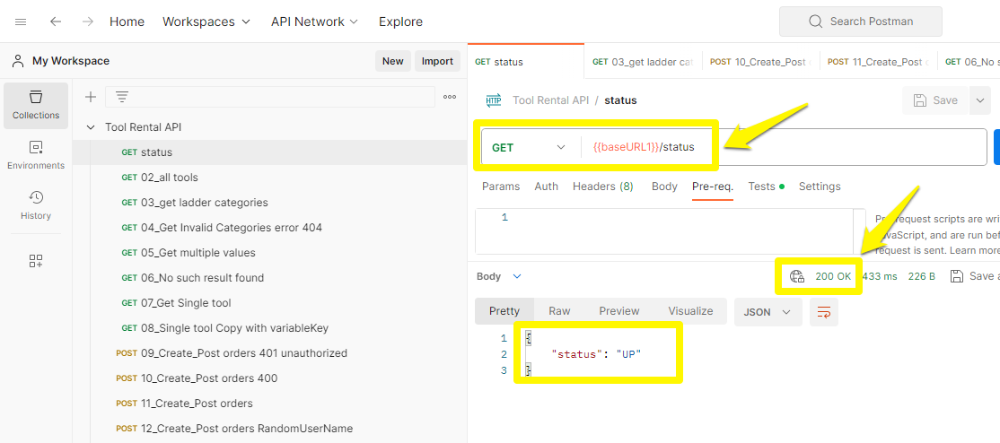 Home Workspaces API Network Explore Search Postman
My Workspace New Import
GET status GET 03_get ladder cat POST 10_Create_Post POST 11_Create_Post GET 06_No s
Collections
Environments
History
Tool Rental API
GET status
GET 02_all tools
GET 03_get ladder categories
GET 04_Get Invalid Categories error 404
GET 05_Get multiple values
GET 06_No such result found
GET 07_Get Single tool
GET 08_Single tool Copy with variableKey
POST 09_Create_Post orders 401 unauthorized
POST 10_Create_Post orders 400
POST 11_Create_Post orders
POST 12_Create_Post orders RandomUserName
HTTP Tool Rental API / status Save
GET {{baseURL1}}/status
Params Auth Headers (8) Body Pre-req. Tests Settings
1
request scripts are wri
JavaScript, and are run bef
request is sent. Learn more
Body 200 OK 433 ms 226 B Save a
Pretty Raw Preview Visualize JSON
1 {
2 "status": "UP"
3 }